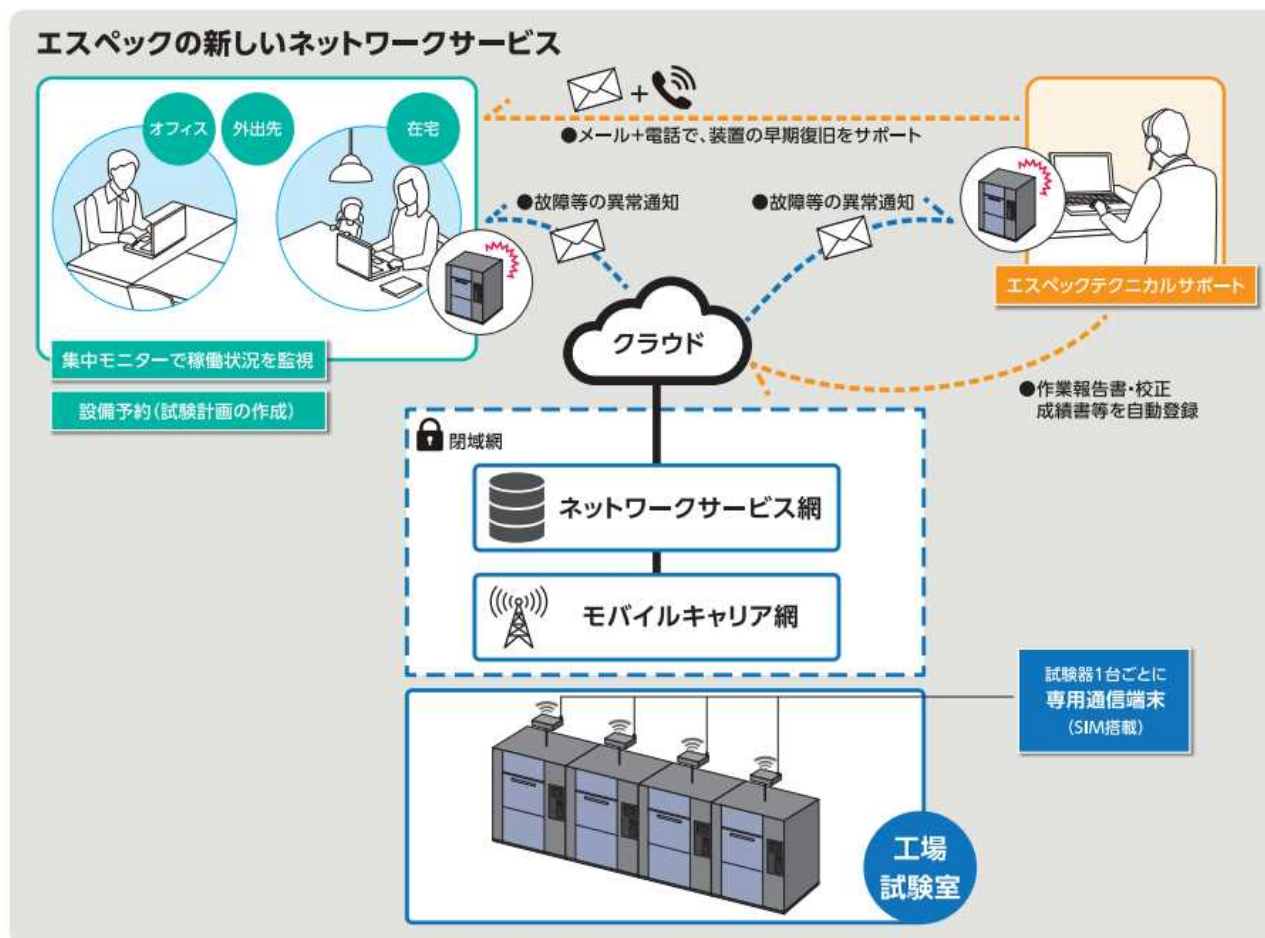 エスペックの新しいネットワークサービス
オフィス
外出先
在宅
+
●メール+電話で、装置の早期復旧をサポート
●故障等の異常通知
●故障等の異常通知
エスペックテクニカルサポート
集中モニターで稼働状況を監視
設備予約(試験計画の作成)
クラウド
●作業報告書・校正
成績書等を自動登録
閉域網
ネットワークサービス網
モバイルキャリア網
試験器1台ごとに
専用通信端末
(SIM搭載)
工場
試験室